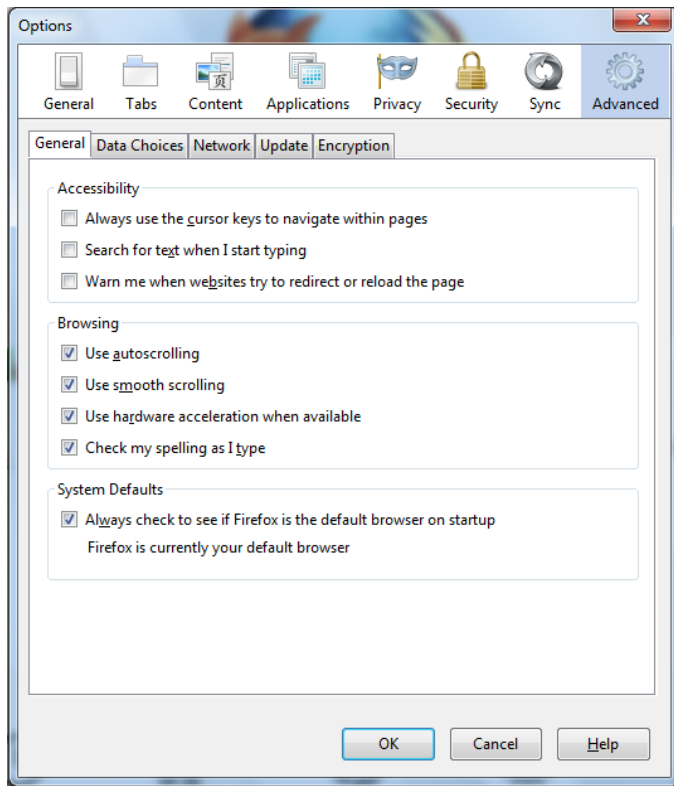 Options
General Tabs Content Applications Privacy Security Sync Advanced
General Data Choices Network Update Encryption
Accessibility
Always use the cursor keys to navigate within pages
Search for text when I start typing
Warn me when websites try to redirect or reload the page
Browsing
Use autoscrolling
Use smooth scrolling
Use hardware acceleration when available
Check my spelling as I type
System Defaults
Always check to see if Firefox is the default browser on startup
Firefox is currently your default browser
OK Cancel Help
页